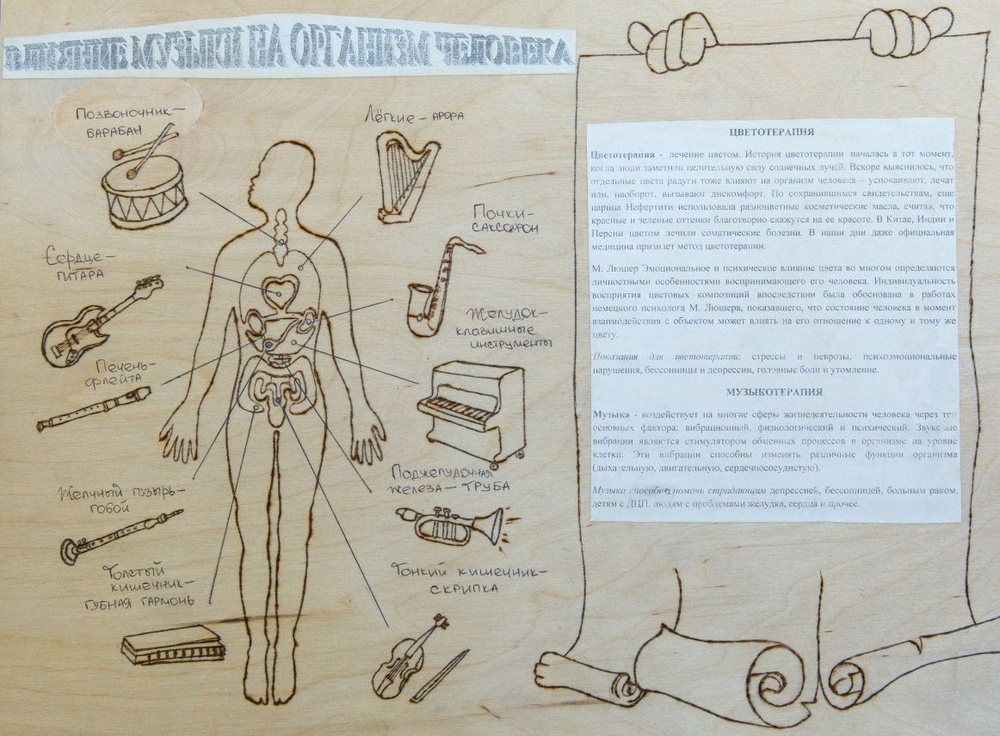 ВЛИЯНИЕ МУЗЫКИ НА ОРГАНИЗМ ЧЕЛОВЕКА
Позвоночник-
БАРАБАН
Лёгкие - АРФА
Почки-
САКСОФОН
Сердце-
ГИТАРА
Желудок-
клавишные
инструменты
Печень-
флейта
Поджелудочная
железа - ТРУБА
Желчный пузырь-
ГОБОЙ
Толстый
кишечник-
ГУБНАЯ ГАРМОНЬ
Тонкий кишечник-
СКРИПКА
ЦВЕТОТЕРАПИЯ
Цветотерапия - лечение цветом. История цветотерапии началась в тот момент,
когда люди заметили целительную силу солнечных лучей. Вскоре выяснилось, что
отдельные цвета радуги тоже влияют на организм человека – успокаивают, лечат
или, наоборот, вызывают дискомфорт. По сохранившимся свидетельствам, еще
царица Нефертити использовала разноцветные косметические масла, считая, что
красные и зеленые оттенки благотворно скажутся на ее красоте. В Китае, Индии и
Персии цветом лечили соматические болезни. В наши дни даже официальная
медицина признает метод цветотерапии.
М. Люшер Эмоциональное и психическое влияние цвета во многом определяются
личностными особенностями воспринимающего его человека. Индивидуальность
восприятия цветовых композиций впоследствии была обоснована в работах
немецкого психолога М. Люшера, показавшего, что состояние человека в момент
взаимодействия с объектом может влиять на его отношение к одному и тому же
цвету.
Показания для цветотерапии: стрессы и неврозы, психоэмоциональные
нарушения, бессонницы и депрессии, головные боли и утомление.
МУЗЫКОТЕРАПИЯ
Музыка - воздействует на многие сферы жизнедеятельности человека через три
основных фактора: вибрационный, физиологический и психический. Звуковые
вибрации являются стимулятором обменных процессов в организме на уровне
клетки. Эти вибрации способны изменять различные функции организма
(дыхательную, двигательную, сердечнососудистую).
Музыка способна помочь страдающим депрессией, бессонницей, больным раком,
детям с ДЦП, людям с проблемами желудка, сердца и прочее.